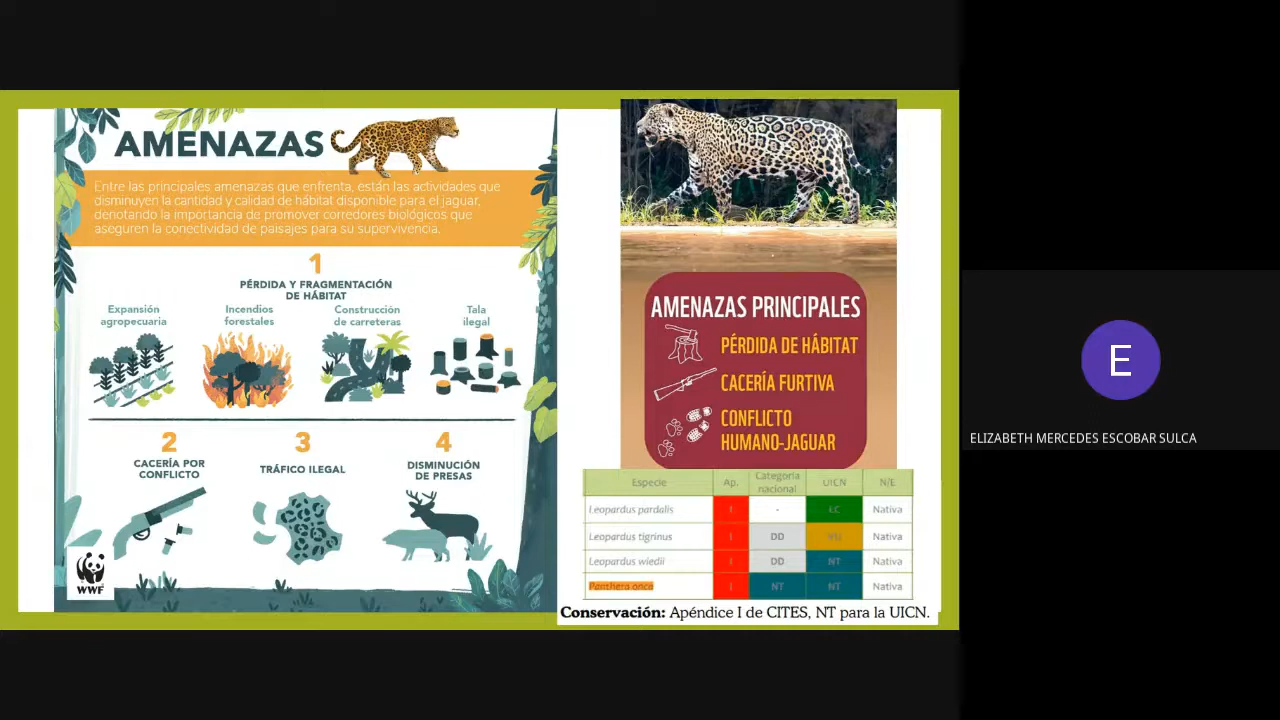 AMENAZAS
Entre las principales amenazas que enfrenta, están las actividades que
disminuyen la cantidad y calidad de hábitat disponible para el jaguar,
denotando la importancia de promover corredores biológicos que
aseguren la conectividad de paisajes para su supervivencia.
1
PÉRDIDA Y FRAGMENTACIÓN
DE HÁBITAT
Expansión
agropecuaria
Incendios
forestales
Construcción
de carreteras
Tala
ilegal
2
CACERÍA POR
CONFLICTO
3
TRÁFICO ILEGAL
4
DISMINUCIÓN
DE PRESAS
WWF
AMENAZAS PRINCIPALES
PÉRDIDA DE HÁBITAT
CACERÍA FURTIVA
CONFLICTO
HUMANO-JAGUAR
Especie Ap. Categoría nacional UICN N/E
Leopardus pardalis I - LC Nativa
Leopardus tigrinus I DD VU Nativa
Leopardus wiedii I DD NT Nativa
Panthera onca I NT NT Nativa
Conservación: Apéndice I de CITES, NT para la UICN.
E
ELIZABETH MERCEDES ESCOBAR SULCA